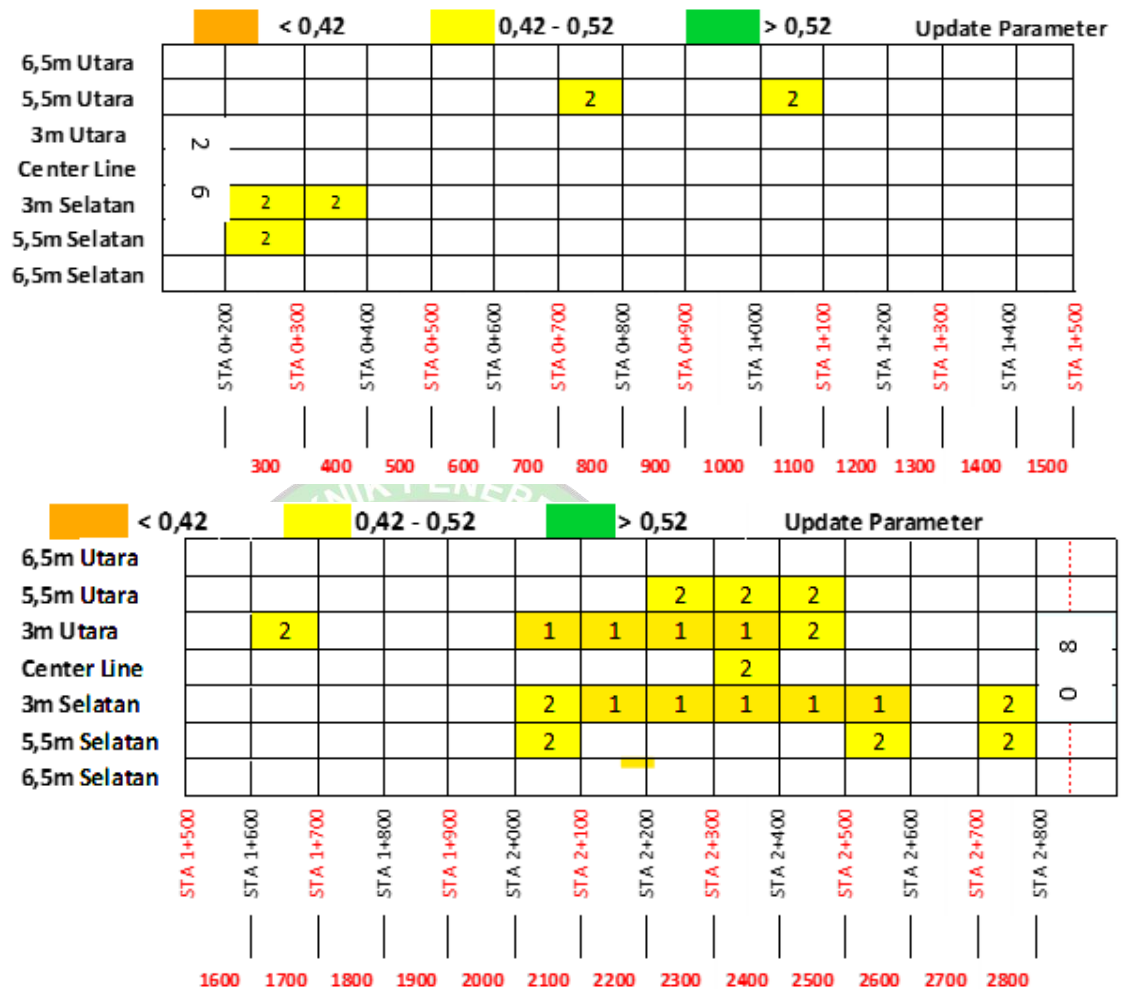 < 0,42 0,42 - 0,52 > 0,52 Update Parameter
6,5m Utara
5,5m Utara 2 2
3m Utara
Center Line
3m Selatan 2 2
5,5m Selatan 2
6,5m Selatan
26
STA 0+200 STA 0+300 STA 0+400 STA 0+500 STA 0+600 STA 0+700 STA 0+800 STA 0+900 STA 1+000 STA 1+100 STA 1+200 STA 1+300 STA 1+400 STA 1+500
300 400 500 600 700 800 900 1000 1100 1200 1300 1400 1500
< 0,42 0,42 - 0,52 > 0,52 Update Parameter
6,5m Utara
5,5m Utara 2 2 2
3m Utara 2 1 1 1 1 2
Center Line 2
3m Selatan 2 1 1 1 1 1 2
5,5m Selatan 2 2 2
6,5m Selatan
80
STA 1+500 STA 1+600 STA 1+700 STA 1+800 STA 1+900 STA 2+000 STA 2+100 STA 2+200 STA 2+300 STA 2+400 STA 2+500 STA 2+600 STA 2+700 STA 2+800
1600 1700 1800 1900 2000 2100 2200 2300 2400 2500 2600 2700 2800